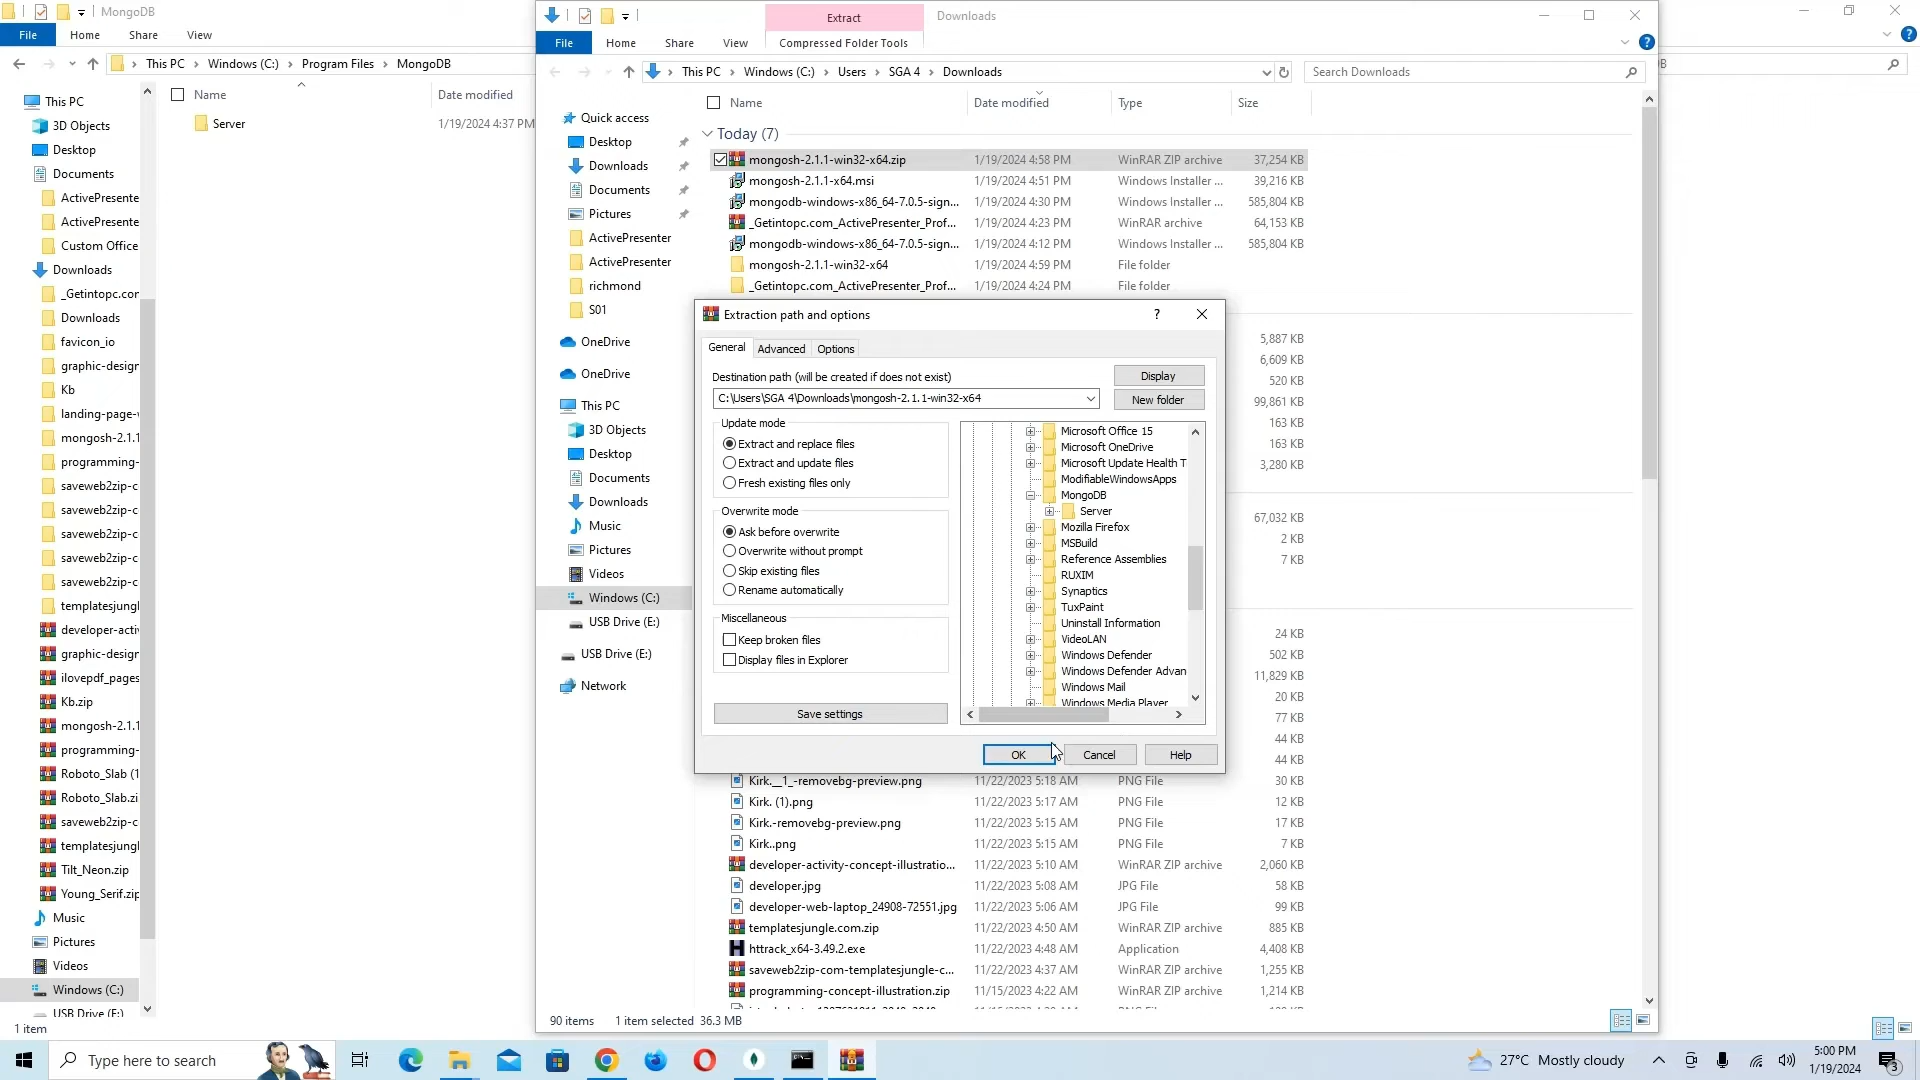 MongoDB
File
Home
Share
View
This PC
Windows (C:)
Program Files
MongoDB
Name
Date modified
Server
1/19/2024 4:37 PM
This PC
3D Objects
Desktop
Documents
ActivePresente
ActivePresente
Custom Office
Downloads
_Getintopc.cor
Downloads
favicon_io
graphic-design
Kb
landing-page-
mongosh-2.1.1
programming-
saveweb2zip-c
saveweb2zip-c
saveweb2zip-c
saveweb2zip-c
saveweb2zip-c
templatesjungl
developer-activ
graphic-design
ilovepdf_pages
Kb.zip
mongosh-2.1.1
programming-
Roboto_Slab (1
Roboto_Slab.zi
saveweb2zip-c
templatesjungl
Tilt_Neon.zip
Young_Serif.zip
Music
Pictures
Videos
Windows (C:)
USB Drive (E:)
1 item
Extract
Downloads
File
Home
Share
View
Compressed Folder Tools
This PC
Windows (C:)
Users
SGA 4
Downloads
Search Downloads
Quick access
Desktop
Downloads
Documents
Pictures
ActivePresenter
ActivePresenter
richmond
S01
OneDrive
OneDrive
This PC
3D Objects
Desktop
Documents
Downloads
Music
Pictures
Videos
Windows (C:)
USB Drive (E:)
USB Drive (E:)
Network
Name
Date modified
Type
Size
Today (7)
mongosh-2.1.1-win32-x64.zip 1/19/2024 4:58 PM WinRAR ZIP archive 37,254 KB
mongosh-2.1.1-x64.msi 1/19/2024 4:51 PM Windows Installer ... 39,216 KB
mongodb-windows-x86_64-7.0.5-sign... 1/19/2024 4:30 PM Windows Installer ... 585,804 KB
_Getintopc.com_ActivePresenter_Prof... 1/19/2024 4:23 PM WinRAR archive 64,153 KB
mongodb-windows-x86_64-7.0.5-sign... 1/19/2024 4:12 PM Windows Installer ... 585,804 KB
mongosh-2.1.1-win32-x64 1/19/2024 4:59 PM File folder
_Getintopc.com_ActivePresenter_Prof... 1/19/2024 4:24 PM File folder
5,887 KB
6,609 KB
520 KB
99,861 KB
163 KB
163 KB
3,280 KB
67,032 KB
2 KB
7 KB
24 KB
502 KB
11,829 KB
20 KB
77 KB
44 KB
44 KB
Extraction path and options
?
General
Advanced
Options
Destination path (will be created if does not exist)
C:\Users\SGA 4\Downloads\mongosh-2.1.1-win32-x64
Display
New folder
Update mode
Extract and replace files
Extract and update files
Fresh existing files only
Overwrite mode
Ask before overwrite
Overwrite without prompt
Skip existing files
Rename automatically
Miscellaneous
Keep broken files
Display files in Explorer
Save settings
Microsoft Office 15
Microsoft OneDrive
Microsoft Update Health T
ModifiableWindowsApps
MongoDB
Server
Mozilla Firefox
MSBuild
Reference Assemblies
RUXIM
Synaptics
TuxPaint
Uninstall Information
VideoLAN
Windows Defender
Windows Defender Advan
Windows Mail
Windows Media Player
OK
Cancel
Help
Kirk.__1_-removebg-preview.png 11/22/2023 5:18 AM PNG File 30 KB
Kirk. (1).png 11/22/2023 5:17 AM PNG File 12 KB
Kirk.-removebg-preview.png 11/22/2023 5:15 AM PNG File 17 KB
Kirk..png 11/22/2023 5:15 AM PNG File 7 KB
developer-activity-concept-illustratio... 11/22/2023 5:10 AM WinRAR ZIP archive 2,060 KB
developer.jpg 11/22/2023 5:08 AM JPG File 58 KB
developer-web-laptop_24908-72551.jpg 11/22/2023 5:06 AM JPG File 99 KB
templatesjungle.com.zip 11/22/2023 4:50 AM WinRAR ZIP archive 885 KB
httrack_x64-3.49.2.exe 11/22/2023 4:48 AM Application 4,408 KB
saveweb2zip-com-templatesjungle-c... 11/22/2023 4:37 AM WinRAR ZIP archive 1,255 KB
programming-concept-illustration.zip 11/15/2023 4:22 AM WinRAR ZIP archive 1,214 KB
90 items
1 item selected 36.3 MB
Type here to search
27°C Mostly cloudy
5:00 PM
1/19/2024
3